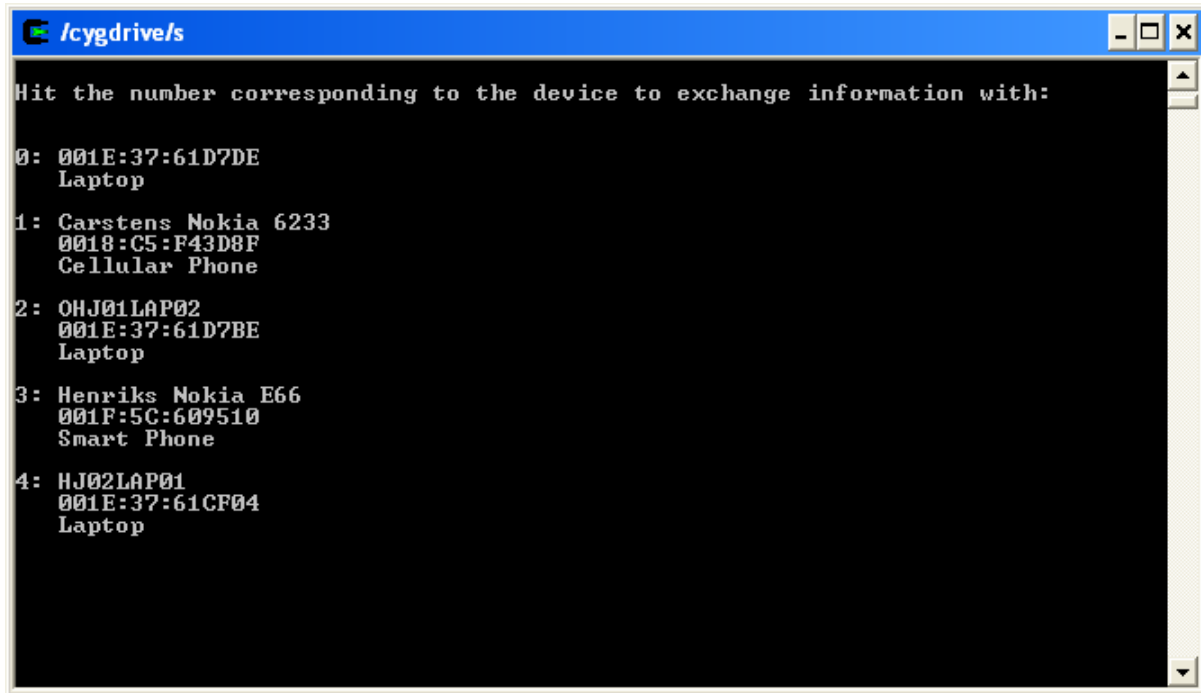 /cygdrive/s
Hit the number corresponding to the device to exchange information with:
0: 001E:37:61D7DE
Laptop
1: Carstens Nokia 6233
0018:C5:F43D8F
Cellular Phone
2: OHJ01LAP02
001E:37:61D7BE
Laptop
3: Henriks Nokia E66
001F:5C:609510
Smart Phone
4: HJ02LAP01
001E:37:61CF04
Laptop